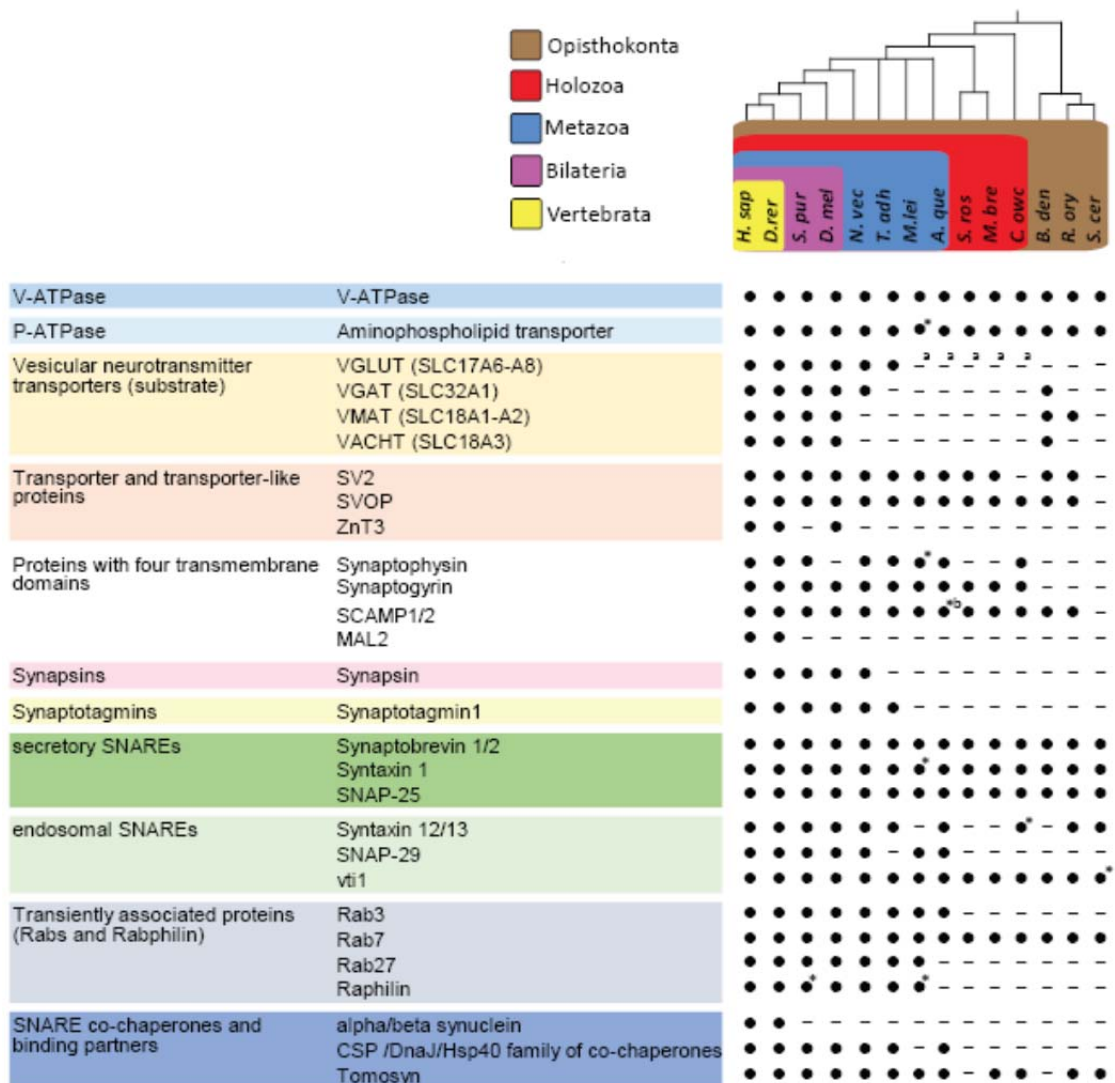 Opisthokonta
Holozoa
Metazoa
Bilateria
Vertebrata
H. sap
D.rer
S. pur
D. mel
N. vec
T. adh
M.lei
A. que
S. ros
M. bre
C. owc
B. den
R. ory
S. cer
V-ATPase V-ATPase
P-ATPase Aminophospholipid transporter
*
Vesicular neurotransmitter
transporters (substrate)
VGLUT (SLC17A6-A8)
a a a a a
VGAT (SLC32A1)
VMAT (SLC18A1-A2)
VACHT (SLC18A3)
Transporter and transporter-like
proteins
SV2
SVOP
ZnT3
Proteins with four transmembrane
domains
Synaptophysin
*
Synaptogyrin
SCAMP1/2
*b
MAL2
Synapsins Synapsin
Synaptotagmins Synaptotagmin1
secretory SNAREs Synaptobrevin 1/2
Syntaxin 1
*
SNAP-25
endosomal SNAREs Syntaxin 12/13
*
SNAP-29
vti1
*
Transiently associated proteins
(Rabs and Rabphilin)
Rab3
Rab7
Rab27
Raphilin
* *
SNARE co-chaperones and
binding partners
alpha/beta synuclein
CSP /DnaJ/Hsp40 family of co-chaperones
Tomosyn